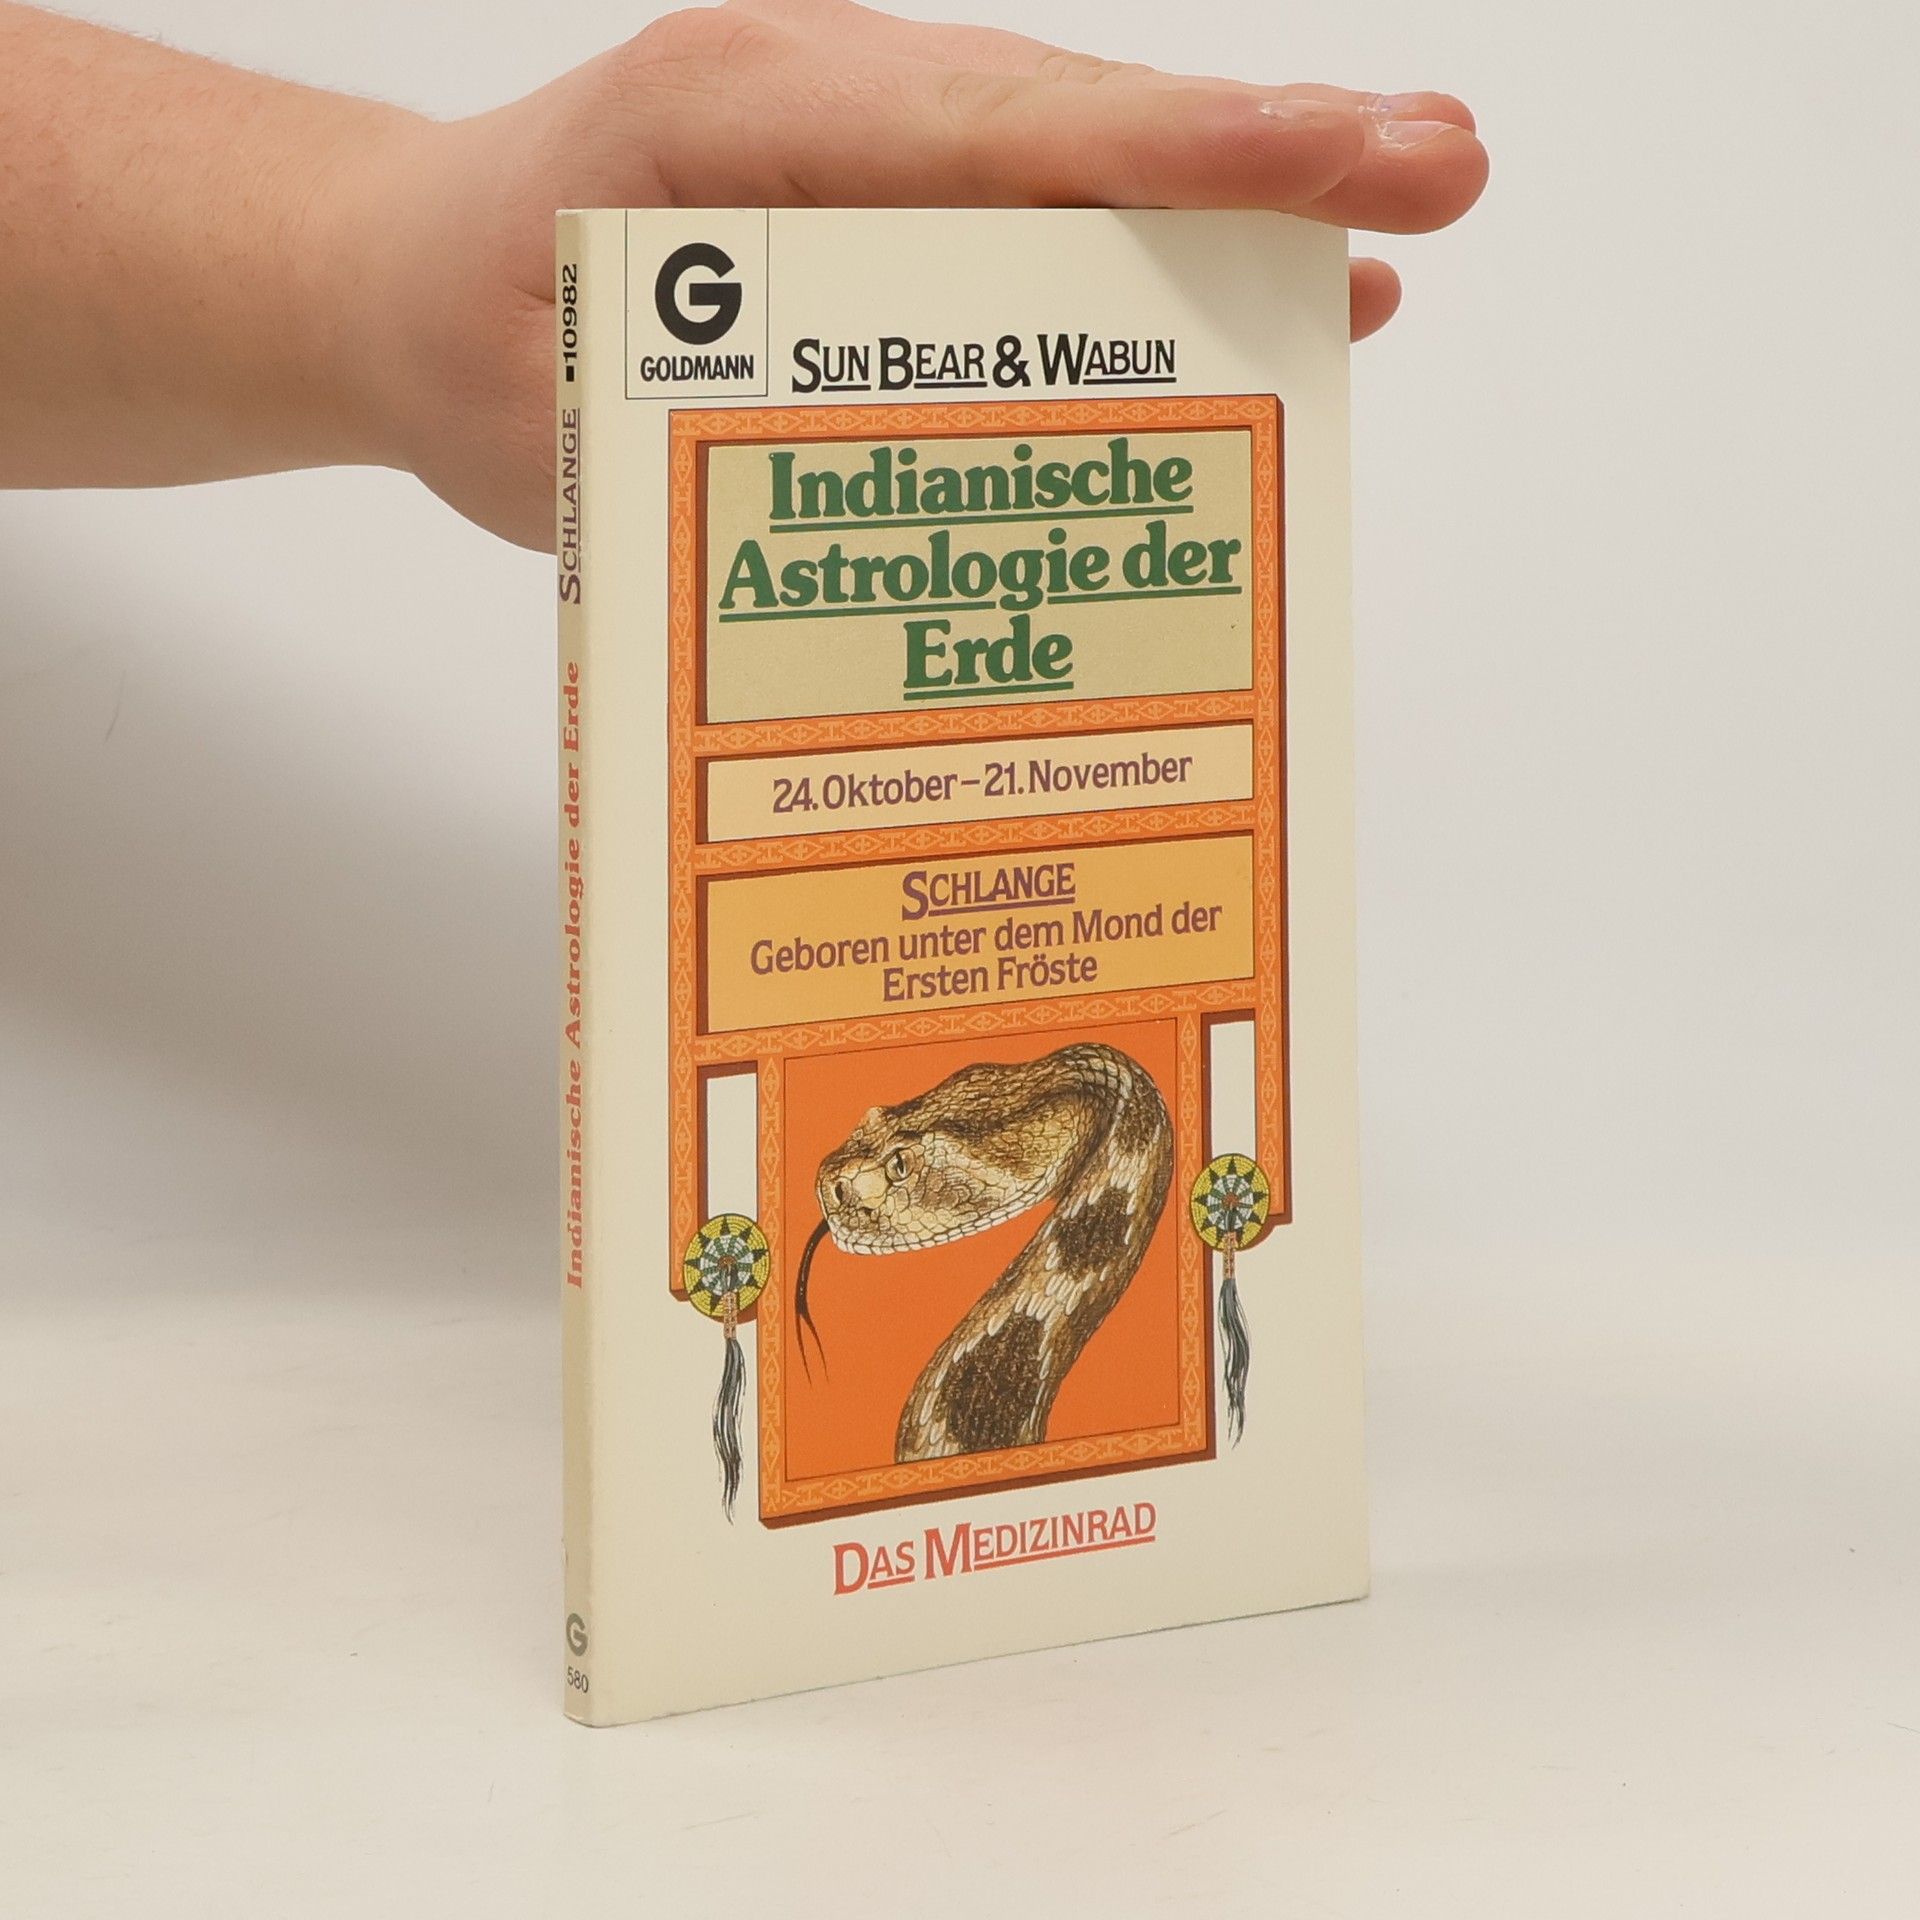 G
GOLDMANN
SUN BEAR & WABUN
Indianische
Astrologie der
Erde
24. Oktober – 21. November
SCHLANGE
Geboren unter dem Mond der
Ersten Fröste
DAS MEDIZINRAD
Indianische Astrologie der Erde SCHLANGE ■10982
G
580